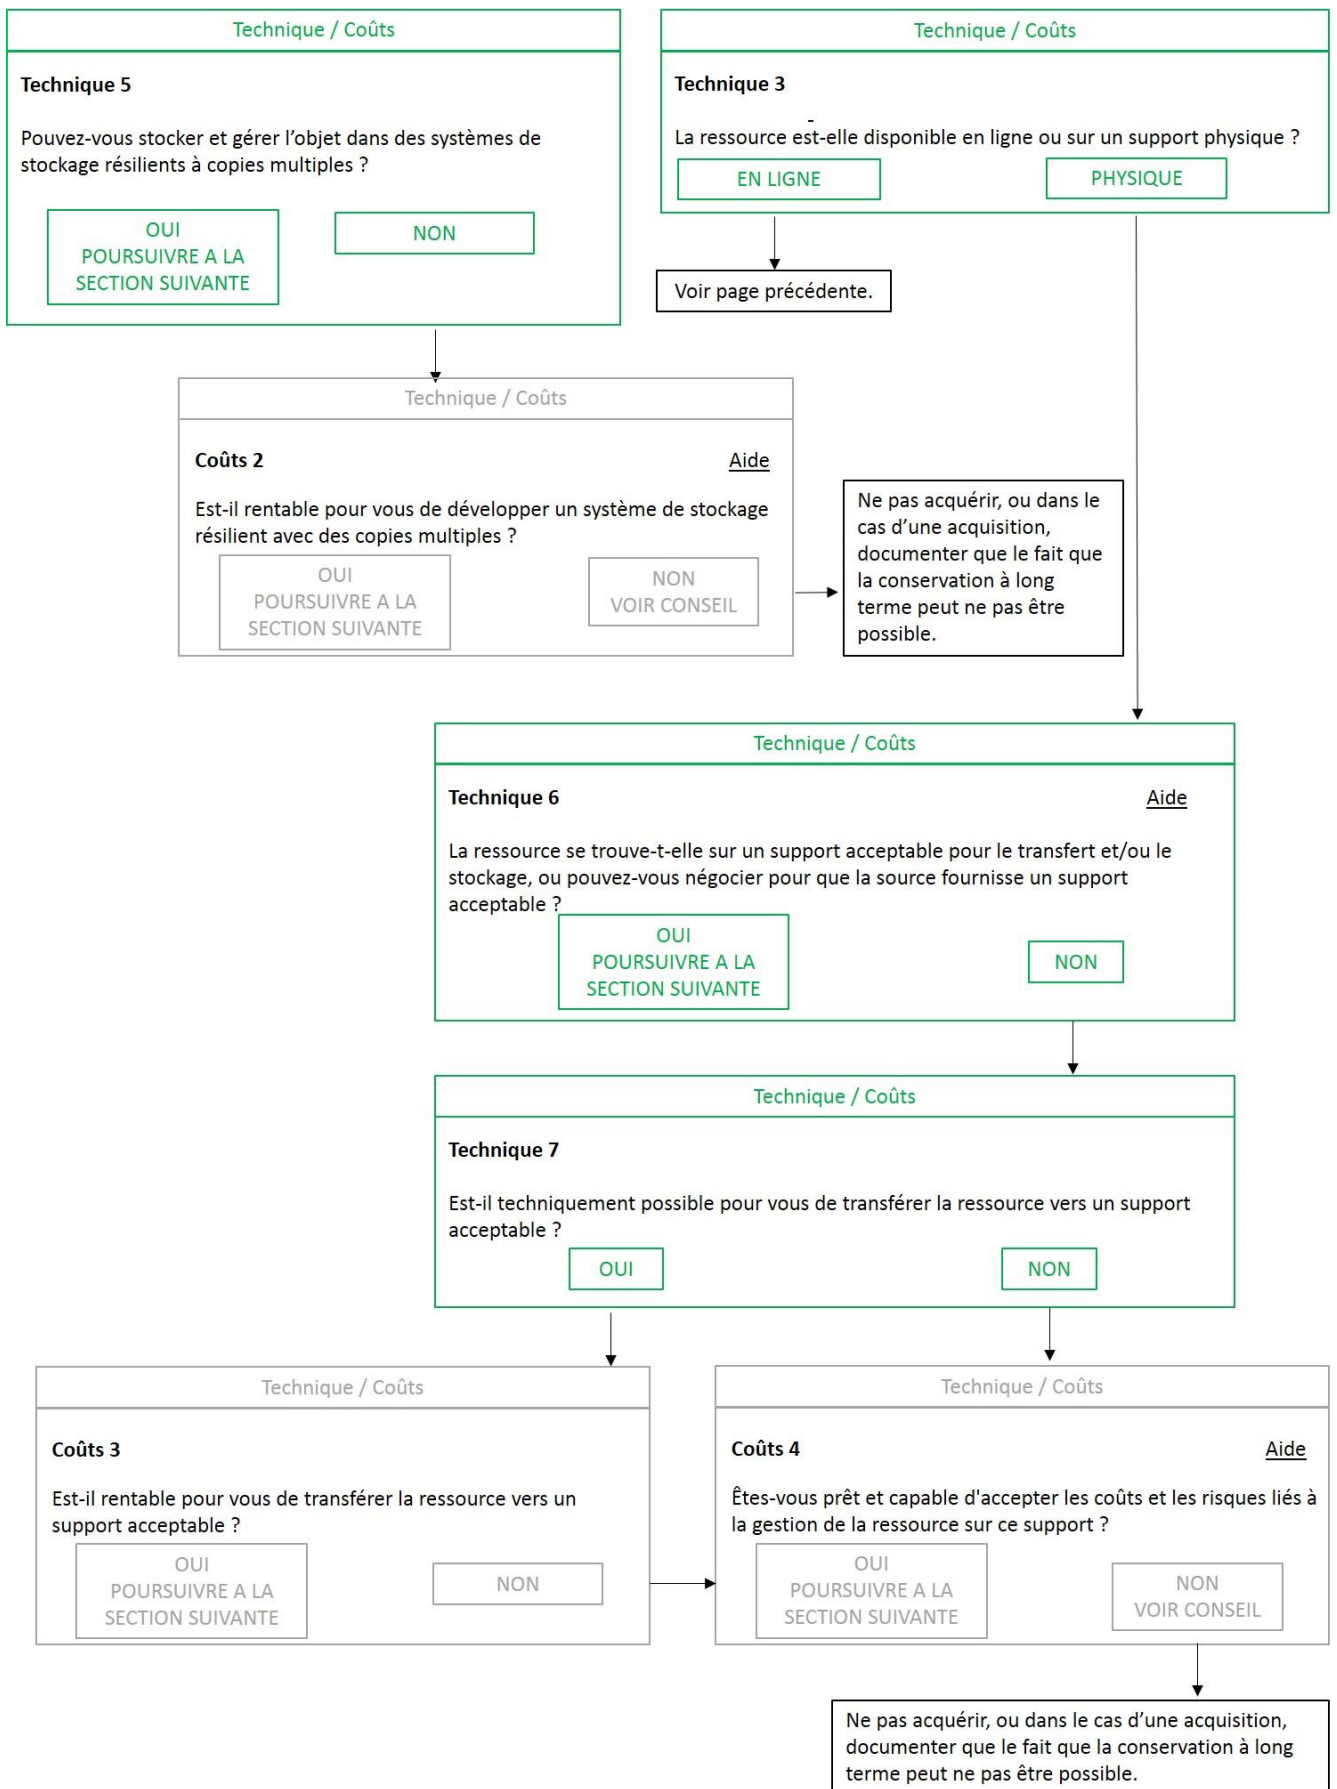 Technique / Coûts
Technique 5
Pouvez-vous stocker et gérer l’objet dans des systèmes de
stockage résilients à copies multiples ?
OUI
POURSUIVRE A LA
SECTION SUIVANTE
NON
Technique / Coûts
Technique 3
La ressource est-elle disponible en ligne ou sur un support physique ?
EN LIGNE
PHYSIQUE
Voir page précédente.
Technique / Coûts
Coûts 2
Aide
Est-il rentable pour vous de développer un système de stockage
résilient avec des copies multiples ?
OUI
POURSUIVRE A LA
SECTION SUIVANTE
NON
VOIR CONSEIL
Ne pas acquérir, ou dans le
cas d’une acquisition,
documenter que le fait que
la conservation à long
terme peut ne pas être
possible.
Technique / Coûts
Technique 6
Aide
La ressource se trouve-t-elle sur un support acceptable pour le transfert et/ou le
stockage, ou pouvez-vous négocier pour que la source fournisse un support
acceptable ?
OUI
POURSUIVRE A LA
SECTION SUIVANTE
NON
Technique / Coûts
Technique 7
Est-il techniquement possible pour vous de transférer la ressource vers un support
acceptable ?
OUI
NON
Technique / Coûts
Coûts 3
Est-il rentable pour vous de transférer la ressource vers un
support acceptable ?
OUI
POURSUIVRE A LA
SECTION SUIVANTE
NON
Technique / Coûts
Coûts 4
Aide
Êtes-vous prêt et capable d'accepter les coûts et les risques liés à
la gestion de la ressource sur ce support ?
OUI
POURSUIVRE A LA
SECTION SUIVANTE
NON
VOIR CONSEIL
Ne pas acquérir, ou dans le cas d’une acquisition,
documenter que le fait que la conservation à long
terme peut ne pas être possible.